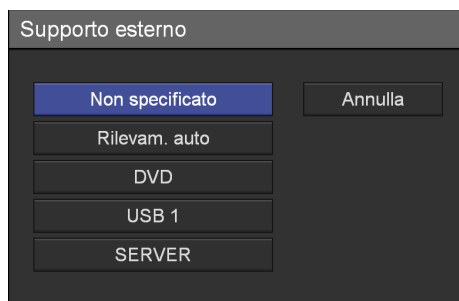 Supporto esterno
Non specificato
Annulla
Rilevam. auto
DVD
USB 1
SERVER